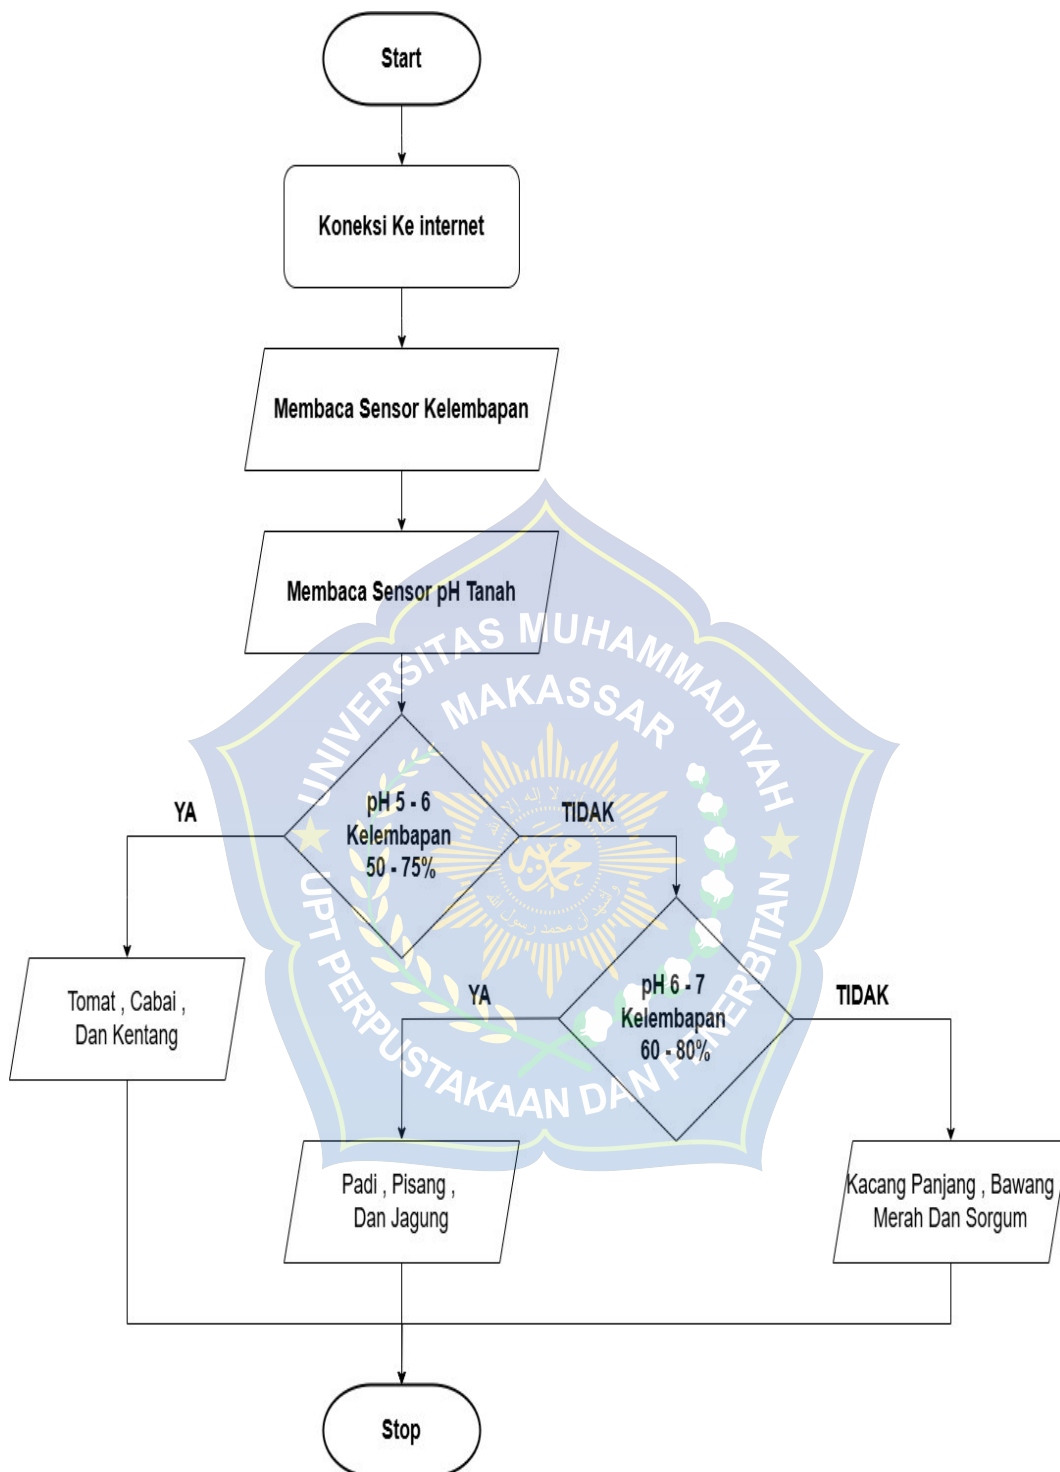 Start
Koneksi Ke internet
Membaca Sensor Kelembapan
Membaca Sensor pH Tanah
UNIVERSITAS MUHAMMADIYAH
MAKASSAR
UPT PERPUSTAKAAN DAN PENERBITAN
pH 5 - 6
Kelembapan
50 - 75%
YA
TIDAK
pH 6 - 7
Kelembapan
60 - 80%
YA
TIDAK
Tomat , Cabai ,
Dan Kentang
Padi , Pisang ,
Dan Jagung
Kacang Panjang , Bawang
Merah Dan Sorgum
Stop